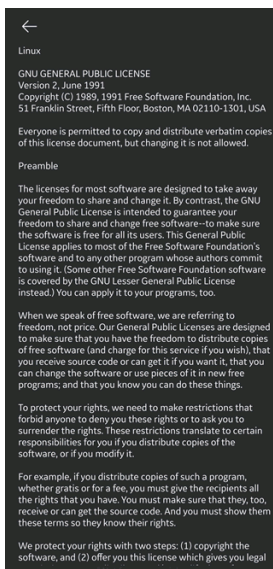 Linux
GNU GENERAL PUBLIC LICENSE
Version 2, June 1991
Copyright (C) 1989, 1991 Free Software Foundation, Inc.
51 Franklin Street, Fifth Floor, Boston, MA 02110-1301, USA
Everyone is permitted to copy and distribute verbatim copies
of this license document, but changing it is not allowed.
Preamble
The licenses for most software are designed to take away
your freedom to share and change it. By contrast, the GNU
General Public License is intended to guarantee your
freedom to share and change free software--to make sure
the software is free for all its users. This General Public
License applies to most of the Free Software Foundation's
software and to any other program whose authors commit
to using it. (Some other Free Software Foundation software
is covered by the GNU Lesser General Public License
instead.) You can apply it to your programs, too.
When we speak of free software, we are referring to
freedom, not price. Our General Public Licenses are designed
to make sure that you have the freedom to distribute copies
of free software (and charge for this service if you wish), that
you receive source code or can get it if you want it, that you
can change the software or use pieces of it in new free
programs; and that you know you can do these things.
To protect your rights, we need to make restrictions that
forbid anyone to deny you these rights or to ask you to
surrender the rights. These restrictions translate to certain
responsibilities for you if you distribute copies of the
software, or if you modify it.
For example, if you distribute copies of such a program,
whether gratis or for a fee, you must give the recipients all
the rights that you have. You must make sure that they, too,
receive or can get the source code. And you must show them
these terms so they know their rights.
We protect your rights with two steps: (1) copyright the
software, and (2) offer you this license which gives you legal